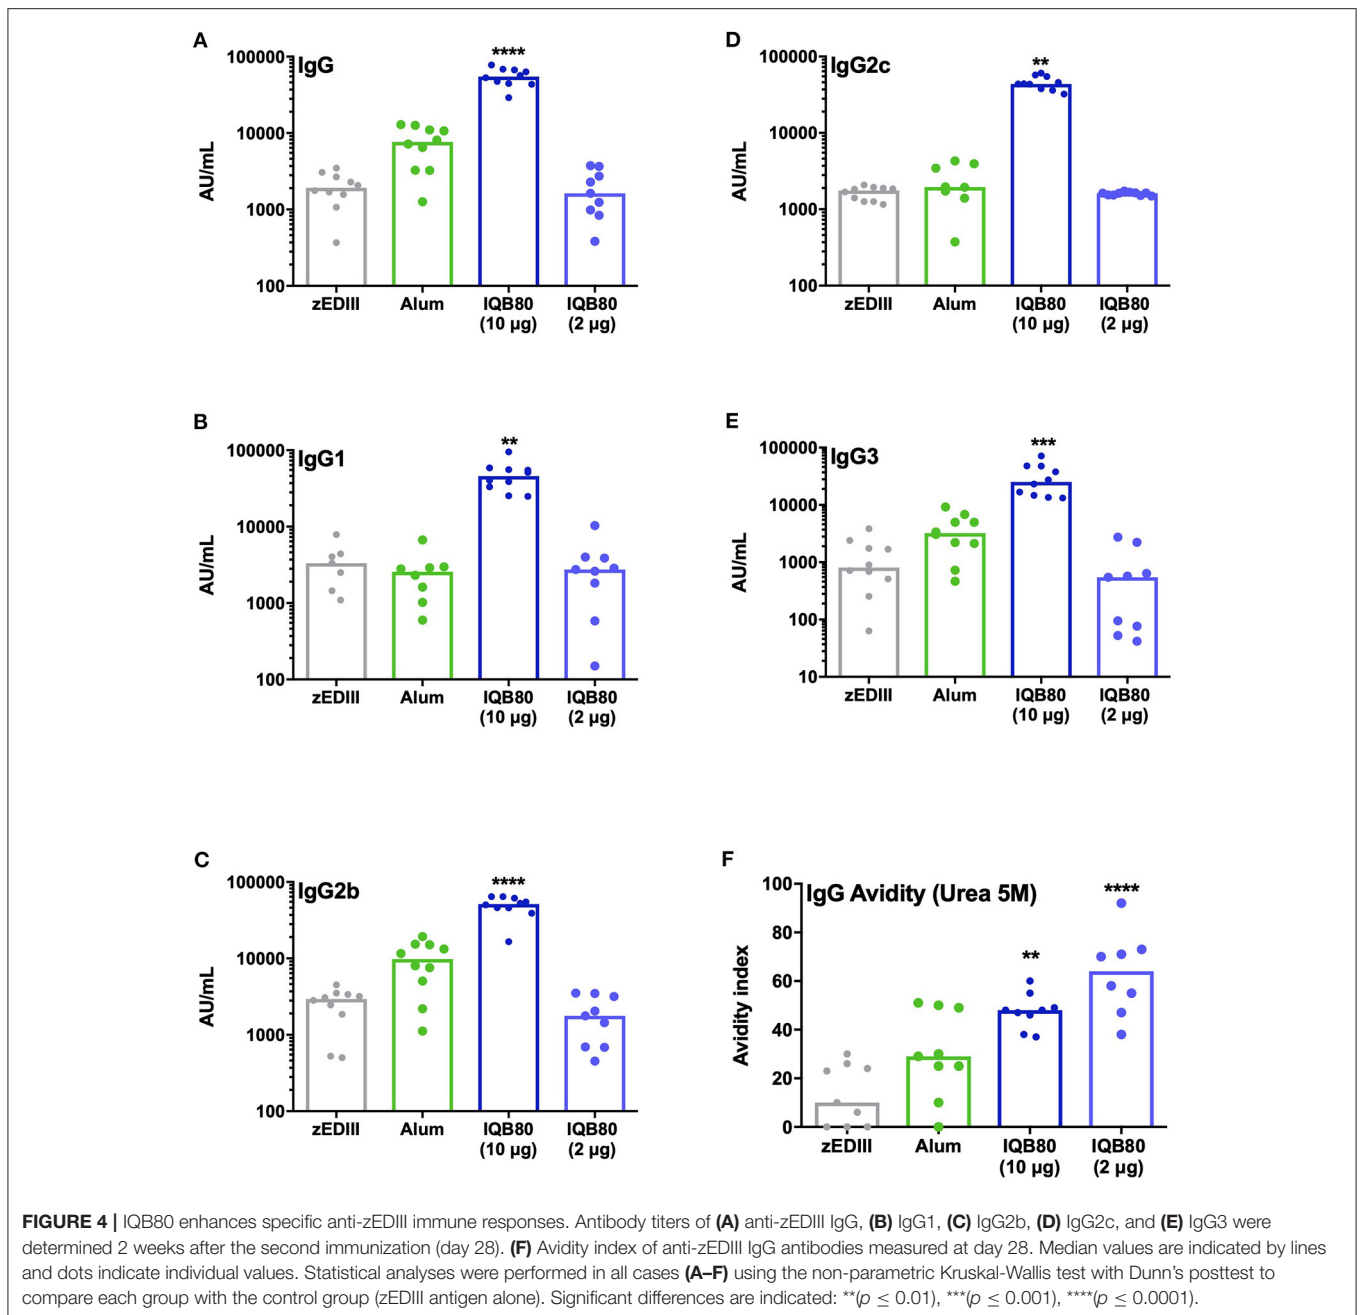 A
IgG
****
100000
10000
1000
100
AU/mL
zEDIII
Alum
IQB80
(10 µg)
IQB80
(2 µg)
D
IgG2c
**
100000
10000
1000
100
AU/mL
zEDIII
Alum
IQB80
(10 µg)
IQB80
(2 µg)
B
IgG1
**
100000
10000
1000
100
AU/mL
zEDIII
Alum
IQB80
(10 µg)
IQB80
(2 µg)
E
IgG3
***
100000
10000
1000
100
10
AU/mL
zEDIII
Alum
IQB80
(10 µg)
IQB80
(2 µg)
C
IgG2b
****
100000
10000
1000
100
AU/mL
zEDIII
Alum
IQB80
(10 µg)
IQB80
(2 µg)
F
IgG Avidity (Urea 5M)
**
****
100
80
60
40
20
0
Avidity index
zEDIII
Alum
IQB80
(10 µg)
IQB80
(2 µg)
FIGURE 4 | IQB80 enhances specific anti-zEDIII immune responses. Antibody titers of (A) anti-zEDIII IgG, (B) IgG1, (C) IgG2b, (D) IgG2c, and (E) IgG3 were
determined 2 weeks after the second immunization (day 28). (F) Avidity index of anti-zEDIII IgG antibodies measured at day 28. Median values are indicated by lines
and dots indicate individual values. Statistical analyses were performed in all cases (A–F) using the non-parametric Kruskal-Wallis test with Dunn's posttest to
compare each group with the control group (zEDIII antigen alone). Significant differences are indicated: **(p ≤ 0.01), ***(p ≤ 0.001), ****(p ≤ 0.0001).